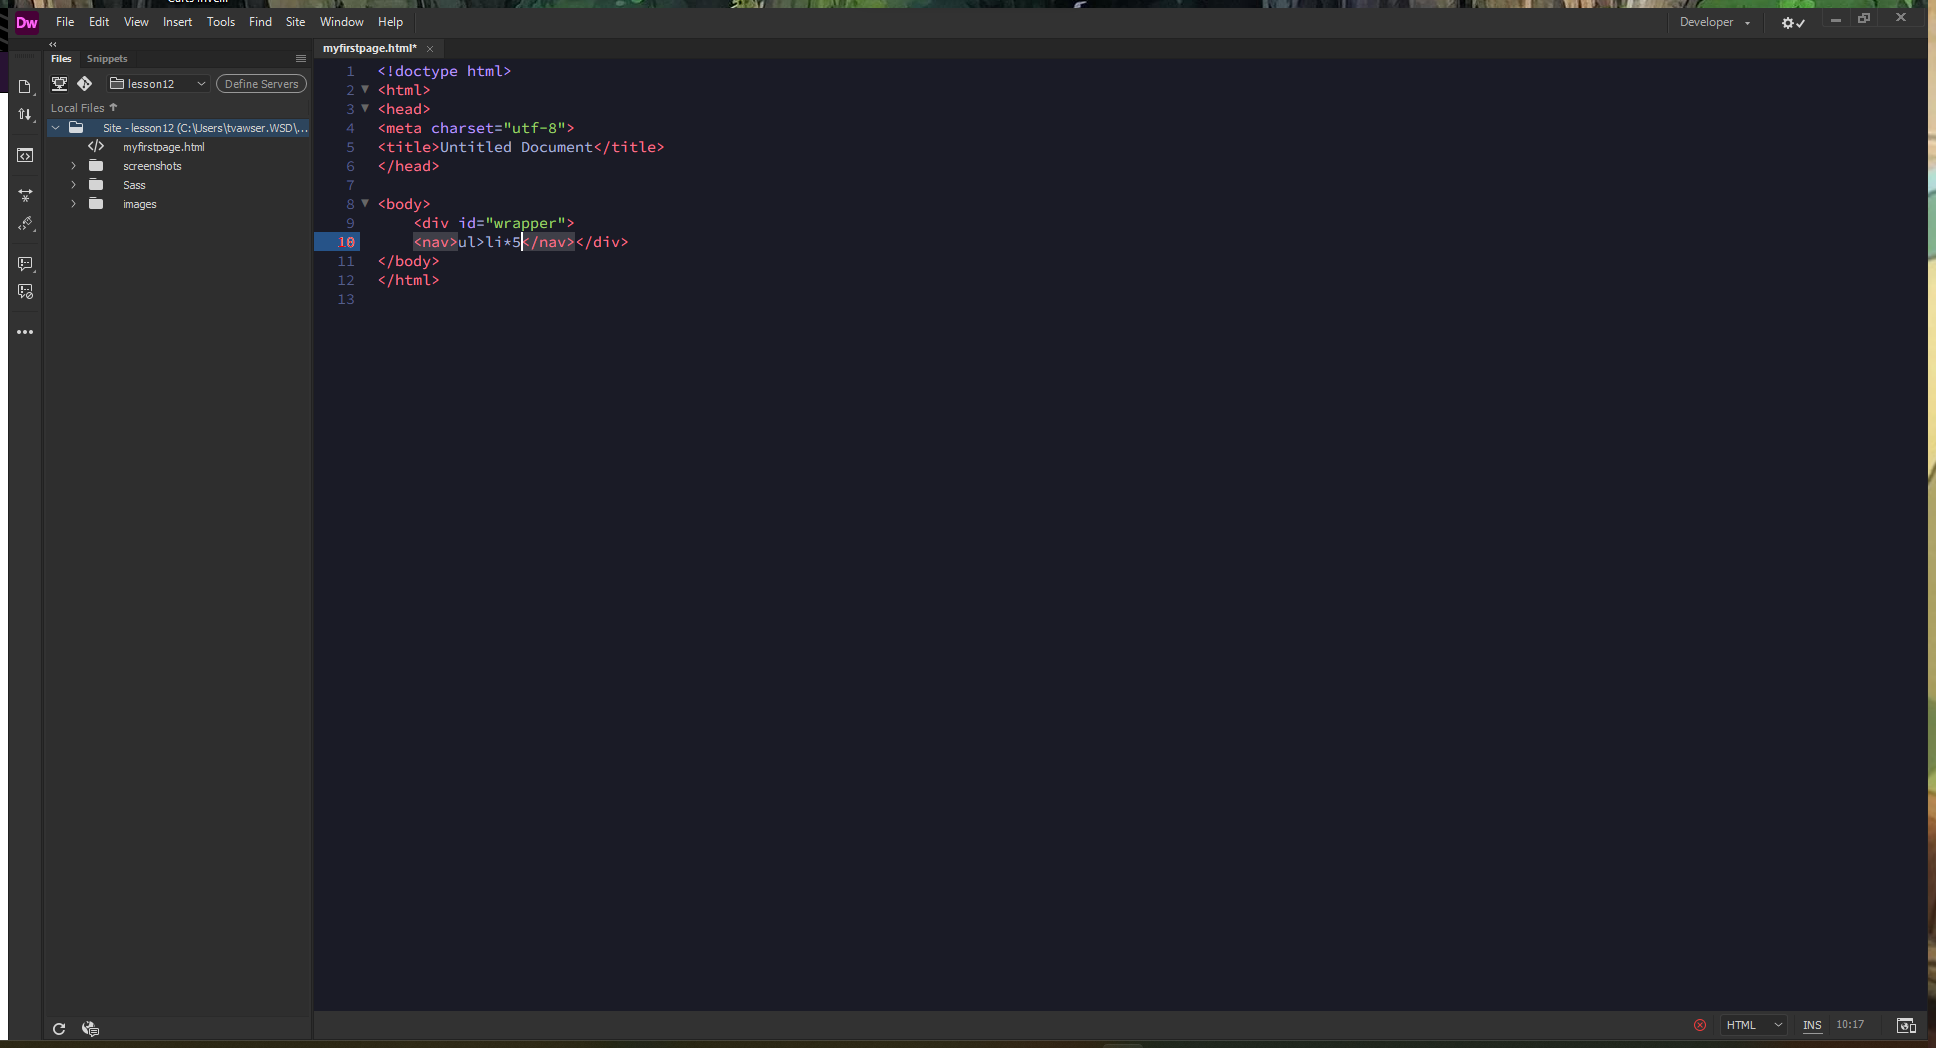 Dw File Edit View Insert Tools Find Site Window Help Developer
Files Snippets
lesson12 Define Servers
Local Files
Site - lesson12 (C:\Users\tvawser.WSD\...
myfirstpage.html
screenshots
Sass
images
myfirstpage.html*
1 <!doctype html>
2 <html>
3 <head>
4 <meta charset="utf-8">
5 <title>Untitled Document</title>
6 </head>
7
8 <body>
9 <div id="wrapper">
10 <nav>ul>li*5</nav></div>
11 </body>
12 </html>
13
HTML INS 10:17